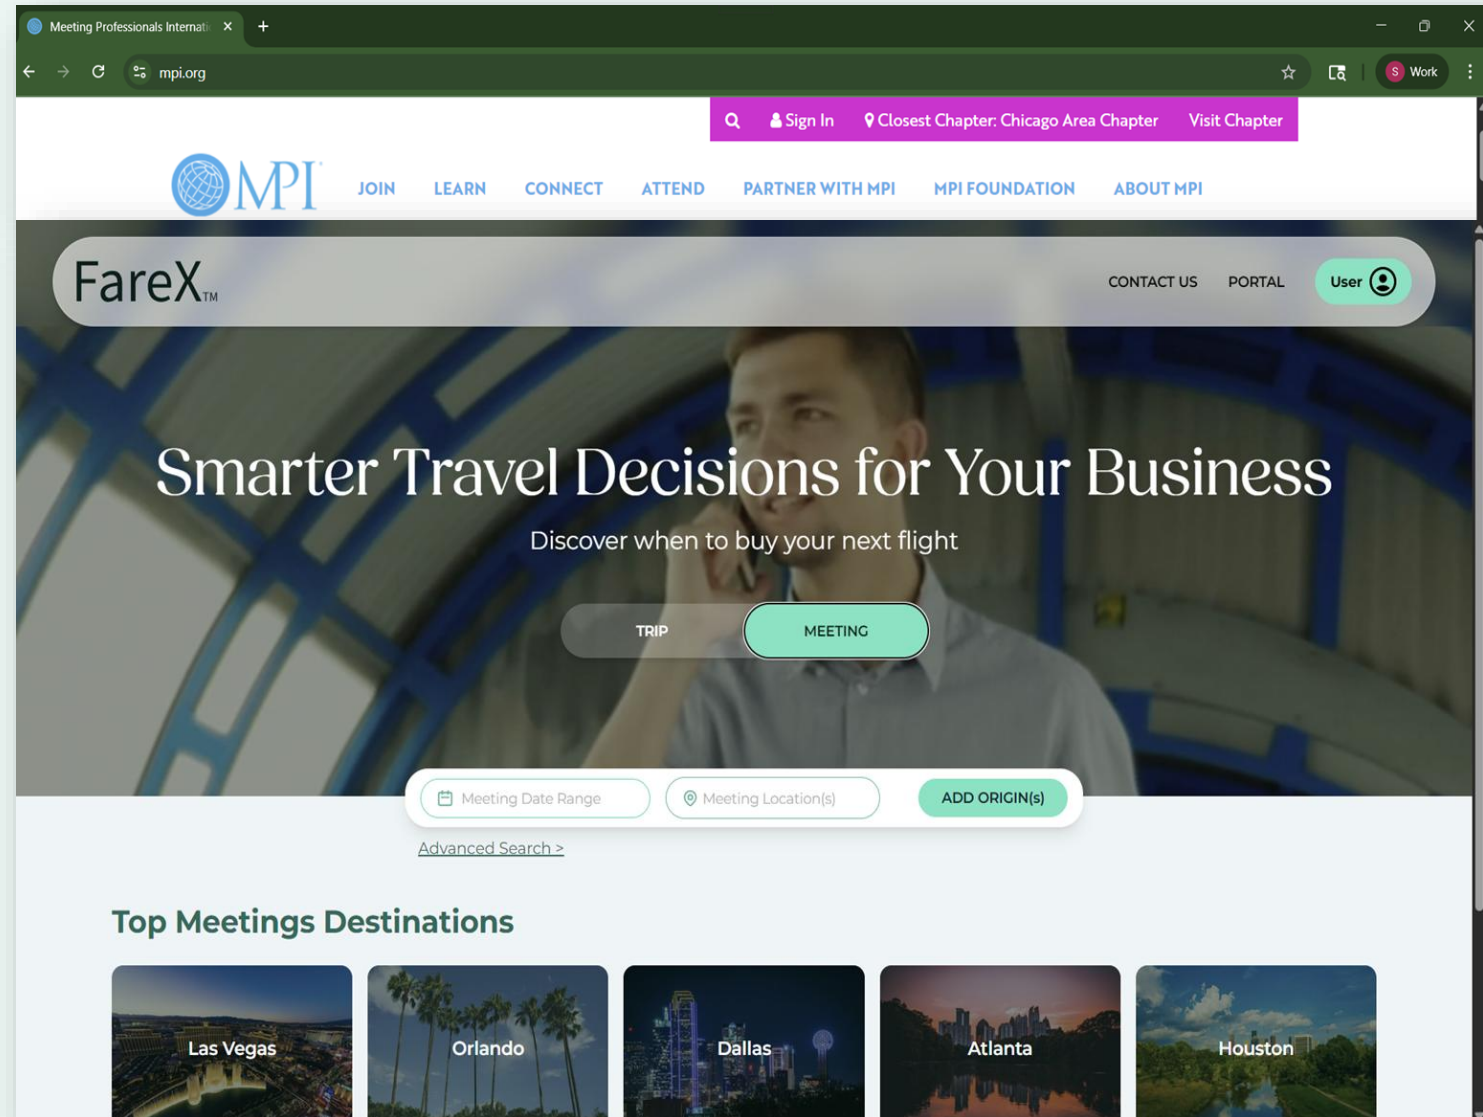 Meeting Professionals Internati
mpi.org
S Work
Sign In Closest Chapter: Chicago Area Chapter Visit Chapter
MPI JOIN LEARN CONNECT ATTEND PARTNER WITH MPI MPI FOUNDATION ABOUT MPI
FareX™ CONTACT US PORTAL User
Smarter Travel Decisions for Your Business
Discover when to buy your next flight
TRIP MEETING
Meeting Date Range Meeting Location(s) ADD ORIGIN(s)
Advanced Search >
Top Meetings Destinations
Las Vegas Orlando Dallas Atlanta Houston